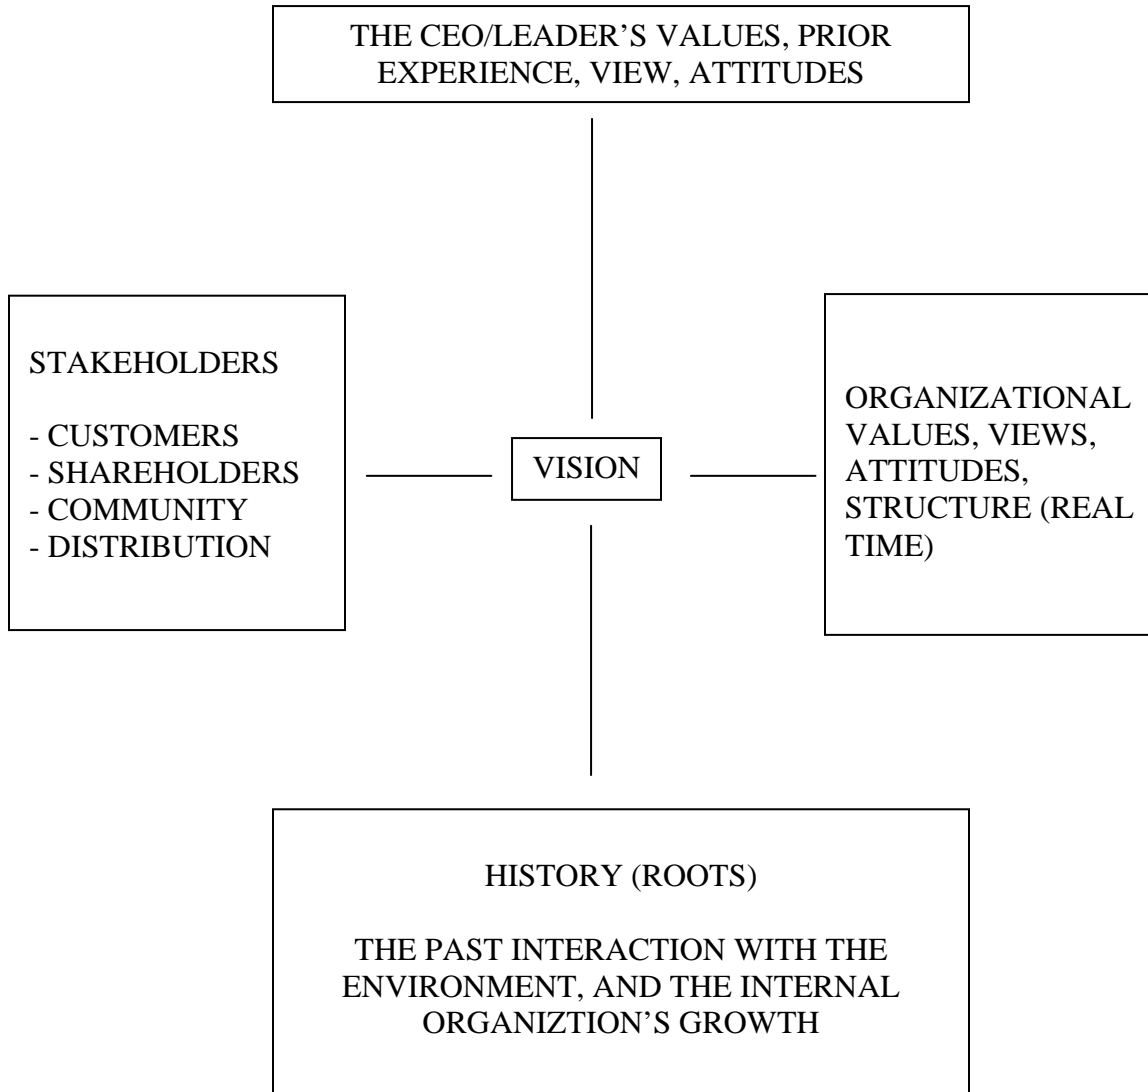 THE CEO/LEADER’S VALUES, PRIOR
EXPERIENCE, VIEW, ATTITUDES
STAKEHOLDERS
- CUSTOMERS
- SHAREHOLDERS
- COMMUNITY
- DISTRIBUTION
VISION
ORGANIZATIONAL
VALUES, VIEWS,
ATTITUDES,
STRUCTURE (REAL
TIME)
HISTORY (ROOTS)
THE PAST INTERACTION WITH THE
ENVIRONMENT, AND THE INTERNAL
ORGANIZTION’S GROWTH